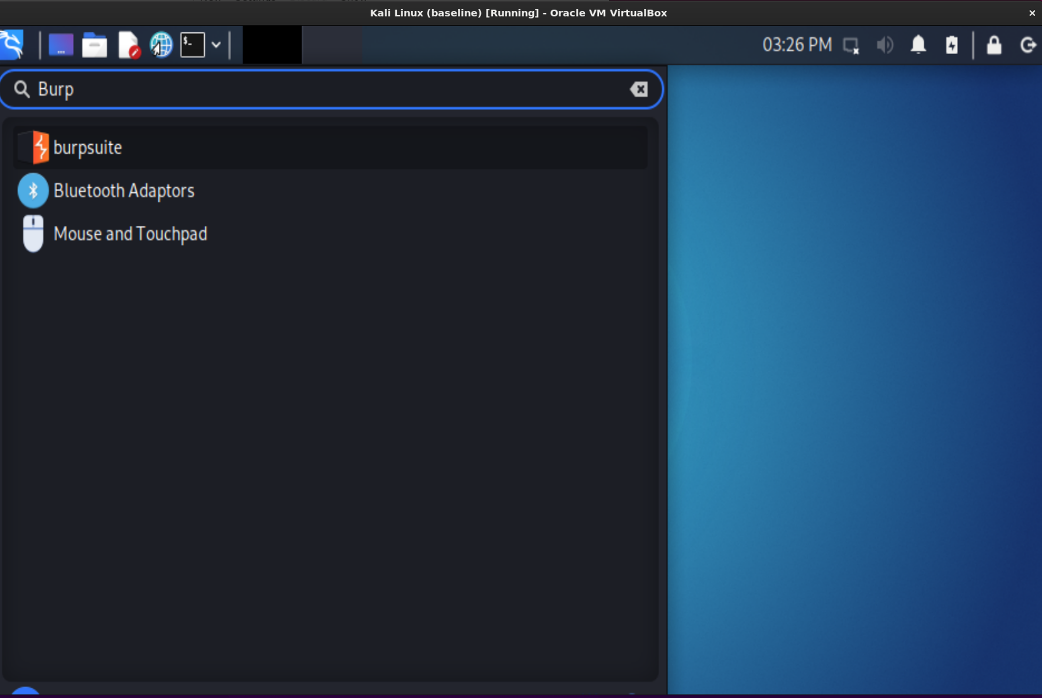 Kali Linux (baseline) [Running] - Oracle VM VirtualBox
03:26 PM
Burp
burpsuite
Bluetooth Adaptors
Mouse and Touchpad